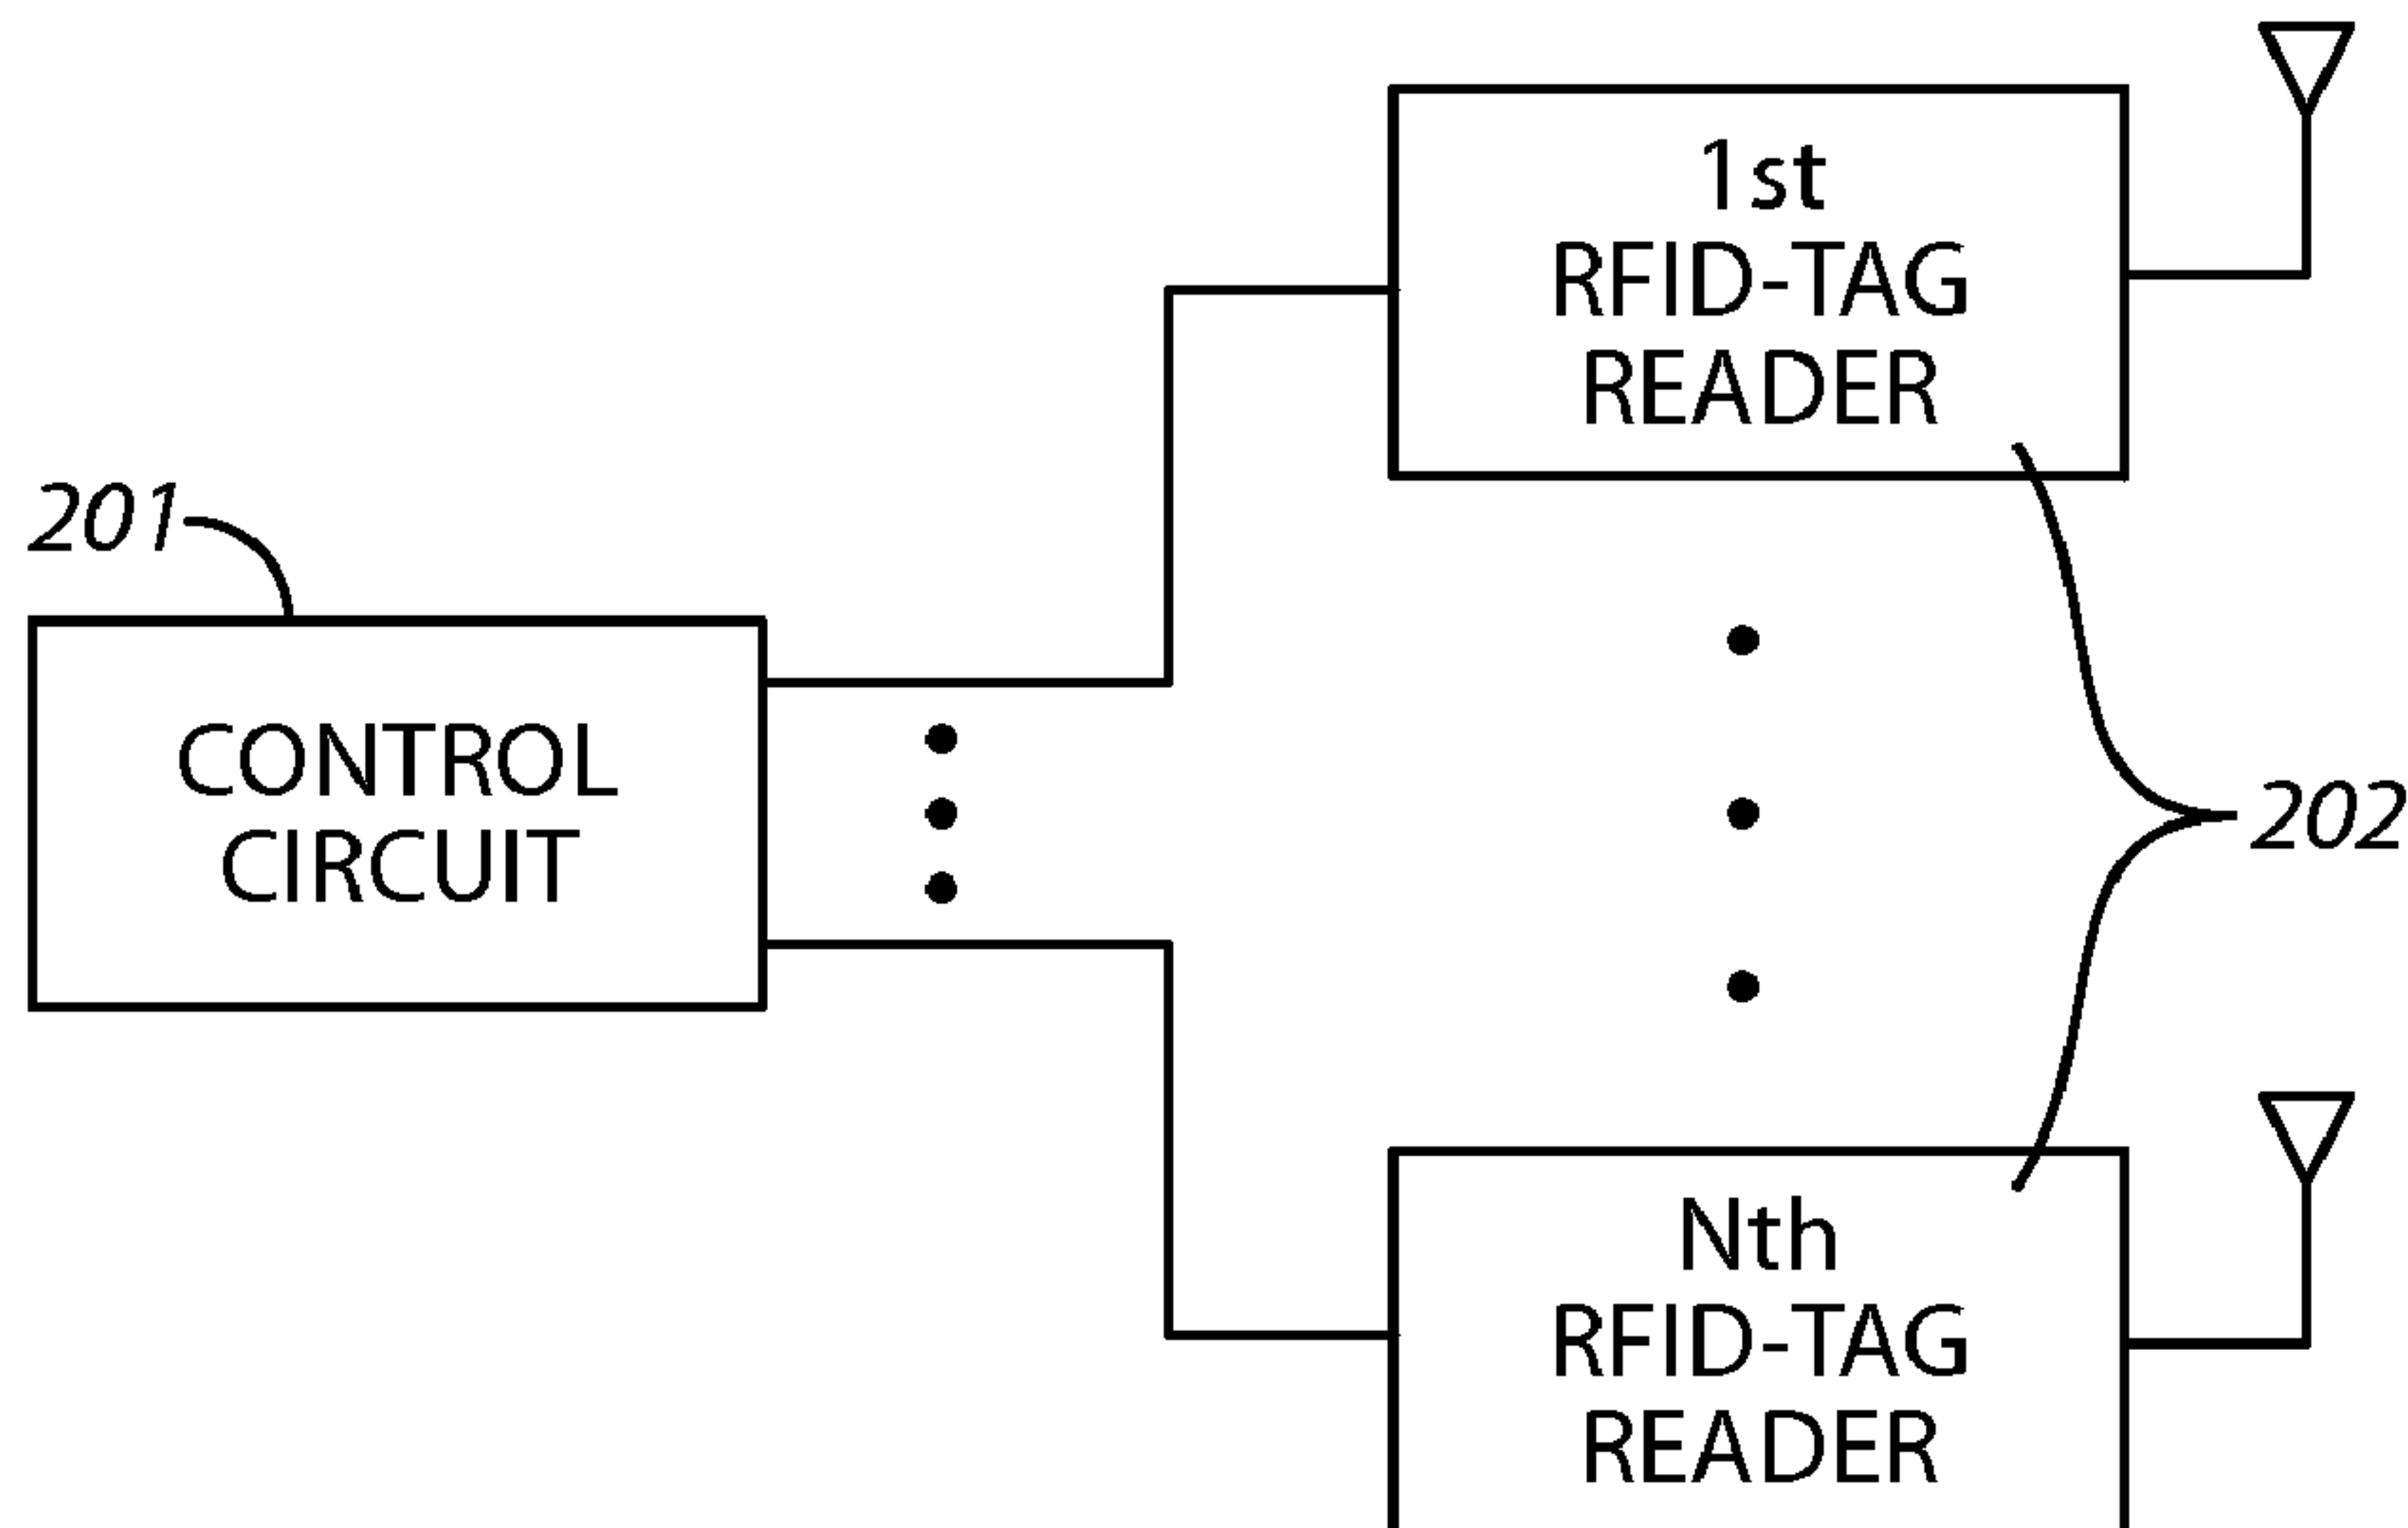 1st
RFID-TAG
READER
201
CONTROL
CIRCUIT
202
Nth
RFID-TAG
READER